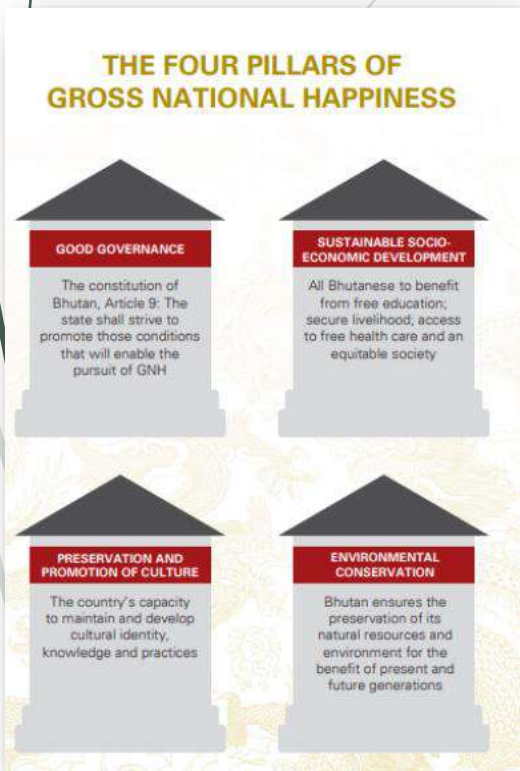 THE FOUR PILLARS OF
GROSS NATIONAL HAPPINESS
GOOD GOVERNANCE
The constitution of
Bhutan, Article 9: The
state shall strive to
promote those conditions
that will enable the
pursuit of GNH
SUSTAINABLE SOCIO-
ECONOMIC DEVELOPMENT
All Bhutanese to benefit
from free education;
secure livelihood; access
to free health care and an
equitable society
PRESERVATION AND
PROMOTION OF CULTURE
The country's capacity
to maintain and develop
cultural identity,
knowledge and practices
ENVIRONMENTAL
CONSERVATION
Bhutan ensures the
preservation of its
natural resources and
environment for the
benefit of present and
future generations